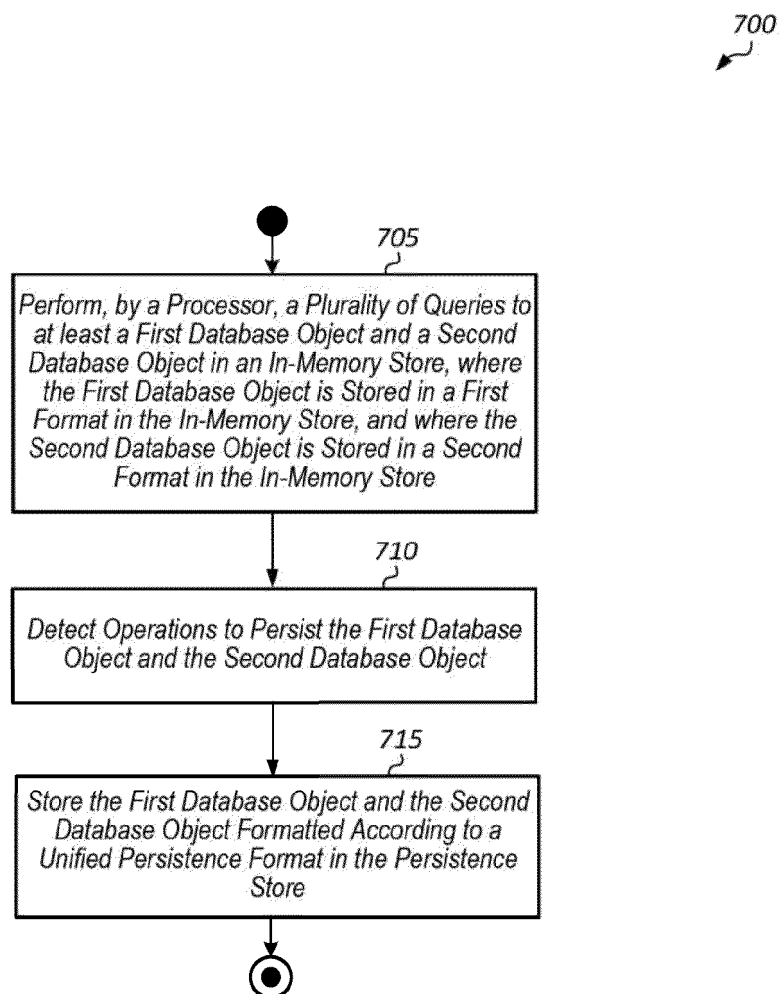 700
705
Perform, by a Processor, a Plurality of Queries to
at least a First Database Object and a Second
Database Object in an In-Memory Store, where
the First Database Object is Stored in a First
Format in the In-Memory Store, and where the
Second Database Object is Stored in a Second
Format in the In-Memory Store
710
Detect Operations to Persist the First Database
Object and the Second Database Object
715
Store the First Database Object and the Second
Database Object Formatted According to a
Unified Persistence Format in the Persistence
Store